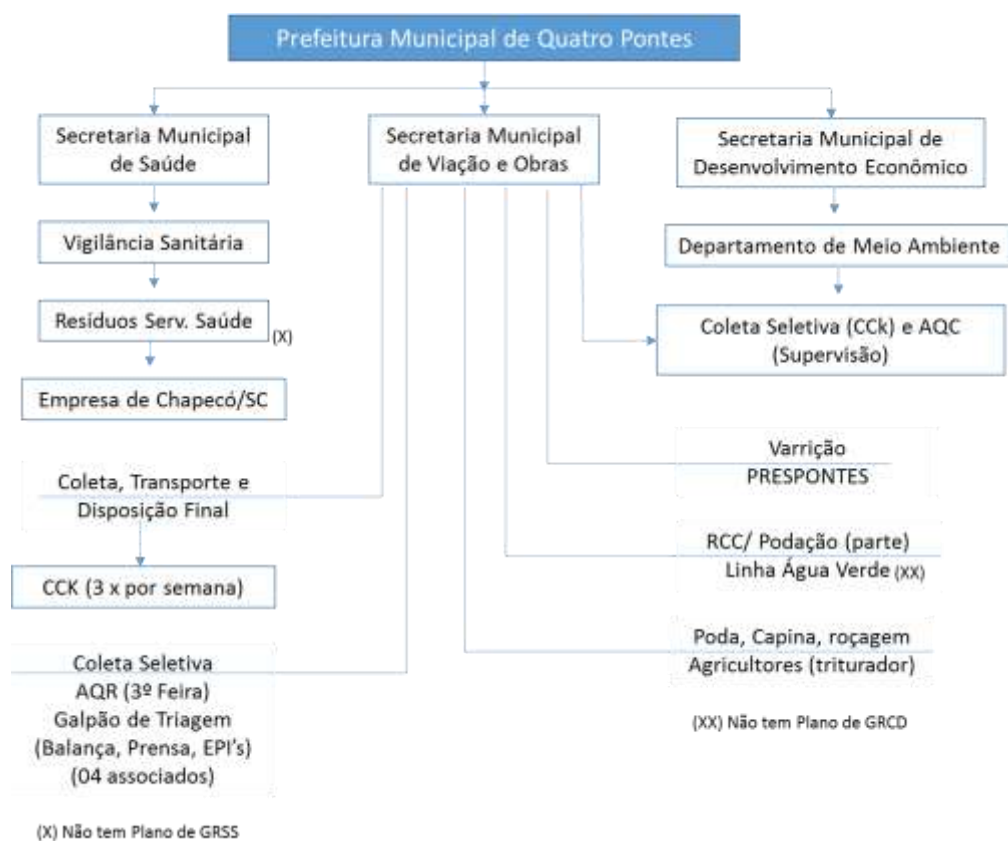 Prefeitura Municipal de Quatro Pontes
Secretaria Municipal
de Saúde
Secretaria Municipal
de Viação e Obras
Secretaria Municipal de
Desenvolvimento Econômico
Vigilância Sanitária
Departamento de Meio Ambiente
Resíduos Serv. Saúde
(X)
Coleta Seletiva (CCk) e AQC
(Supervisão)
Empresa de Chapecó/SC
Varrição
PRESPONTES
Coleta, Transporte e
Disposição Final
RCC/ Podação (parte)
Linha Água Verde (XX)
CCK (3 x por semana)
Poda, Capina, roçagem
Agricultores (triturador)
Coleta Seletiva
AQR (3º Feira)
Galpão de Triagem
(Balança, Prensa, EPI's)
(04 associados)
(XX) Não tem Plano de GRCD
(X) Não tem Plano de GRSS